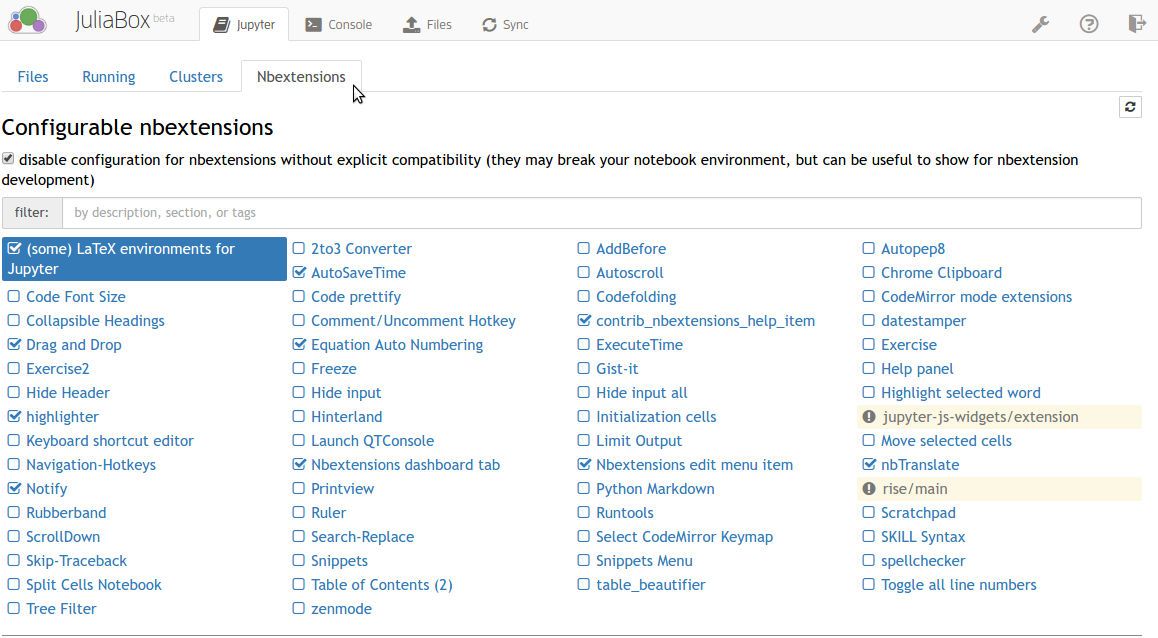 JuliaBox beta Jupyter Console Files Sync
Files Running Clusters Nbextensions
Configurable nbextensions
disable configuration for nbextensions without explicit compatibility (they may break your notebook environment, but can be useful to show for nbextension
development)
filter: by description, section, or tags
(some) LaTeX environments for
Jupyter
2to3 Converter
AddBefore
Autopep8
AutoSaveTime
Autoscroll
Chrome Clipboard
Code Font Size
Code prettify
Codefolding
CodeMirror mode extensions
Collapsible Headings
Comment/Uncomment Hotkey
contrib_nbextensions_help_item
datestamper
Drag and Drop
Equation Auto Numbering
ExecuteTime
Exercise
Exercise2
Freeze
Gist-it
Help panel
Hide Header
Hide input
Hide input all
Highlight selected word
highlighter
Hinterland
Initialization cells
jupyter-js-widgets/extension
Keyboard shortcut editor
Launch QTConsole
Limit Output
Move selected cells
Navigation-Hotkeys
Nbextensions dashboard tab
Nbextensions edit menu item
nbTranslate
Notify
Printview
Python Markdown
rise/main
Rubberband
Ruler
Runtools
Scratchpad
ScrollDown
Search-Replace
Select CodeMirror Keymap
SKILL Syntax
Skip-Traceback
Snippets
Snippets Menu
spellchecker
Split Cells Notebook
Table of Contents (2)
table_beautifier
Toggle all line numbers
Tree Filter
zenmode